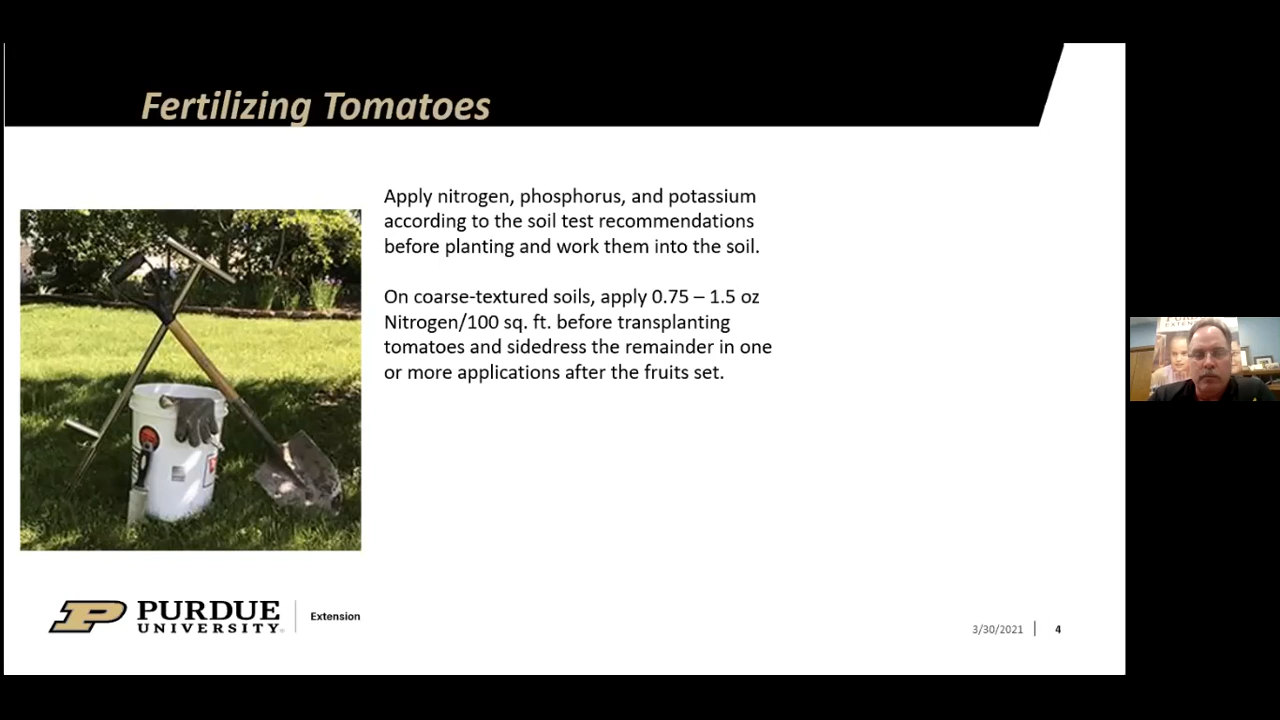 Fertilizing Tomatoes
Apply nitrogen, phosphorus, and potassium
according to the soil test recommendations
before planting and work them into the soil.
On coarse-textured soils, apply 0.75 – 1.5 oz
Nitrogen/100 sq. ft. before transplanting
tomatoes and sidedress the remainder in one
or more applications after the fruits set.
PURDUE
UNIVERSITY
Extension
3/30/2021
4